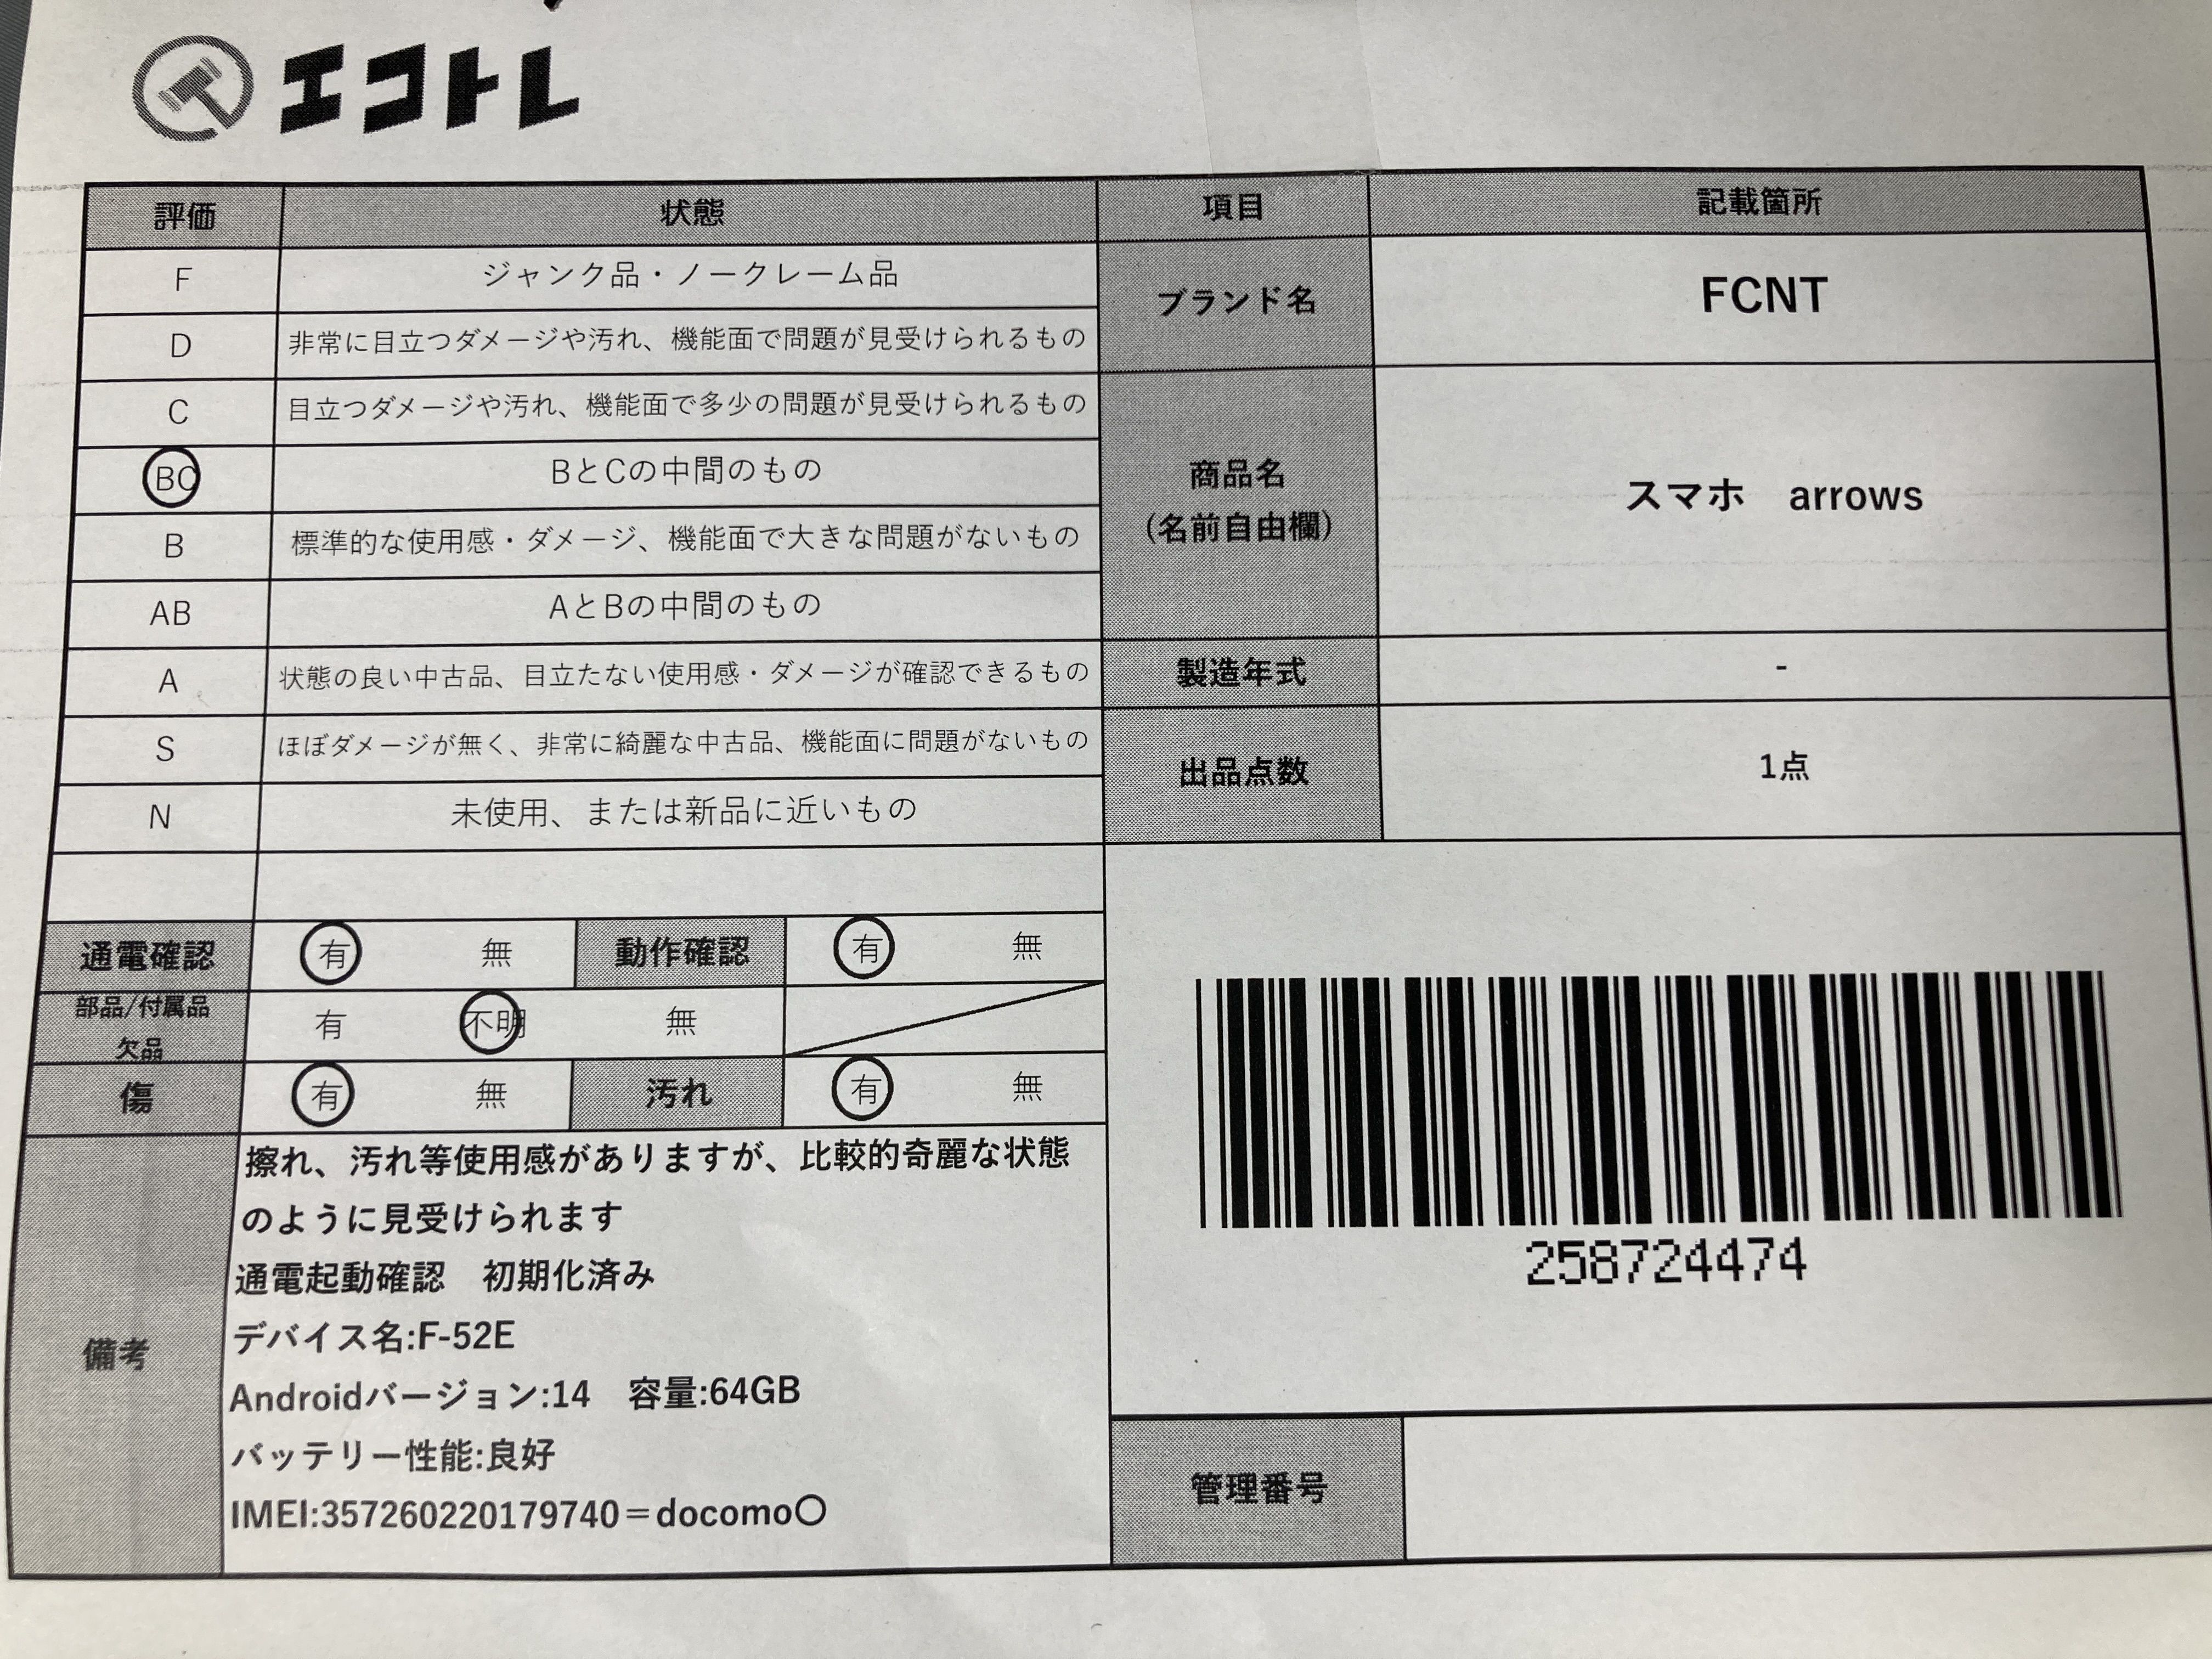 エコトレ
評価 状態 項目 記載箇所
F ジャンク品・ノークレーム品
ブランド名 FCNT
D 非常に目立つダメージや汚れ、機能面で問題が見受けられるもの
C 目立つダメージや汚れ、機能面で多少の問題が見受けられるもの
BC BとCの中間のもの
商品名
(名前自由欄)
スマホ arrows
B 標準的な使用感・ダメージ、機能面で大きな問題がないもの
AB AとBの中間のもの
A 状態の良い中古品、目立たない使用感・ダメージが確認できるもの
製造年式 -
S ほぼダメージが無く、非常に綺麗な中古品、機能面に問題がないもの
出品点数 1点
N 未使用、または新品に近いもの
通電確認 有 無 動作確認 有 無
部品/付属品
欠品
有 不明 無
傷 有 無 汚れ 有 無
備考
擦れ、汚れ等使用感がありますが、比較的奇麗な状態
のように見受けられます
通電起動確認 初期化済み
デバイス名:F-52E
Androidバージョン:14 容量:64GB
バッテリー性能:良好
IMEI:357260220179740＝docomo〇
258724474
管理番号